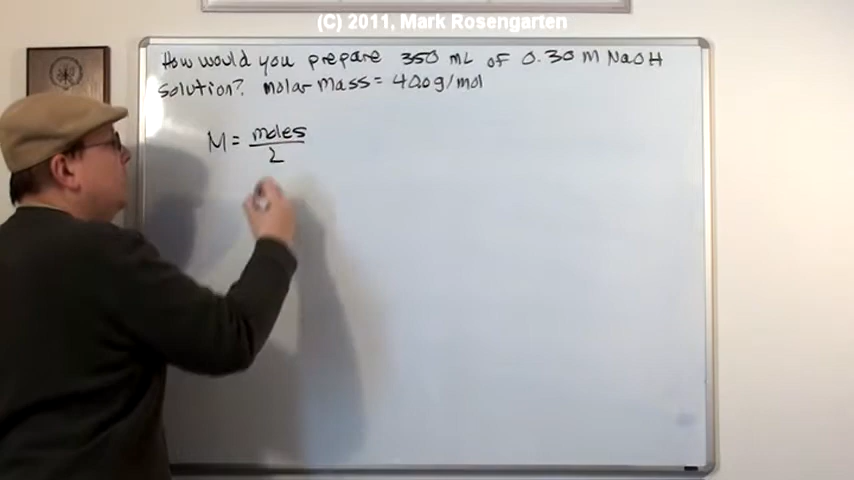 (C) 2011, Mark Rosengarten
How would you prepare 350 mL of 0.30 M NaOH
solution? molar mass = 40.0g/mol
M = moles
L